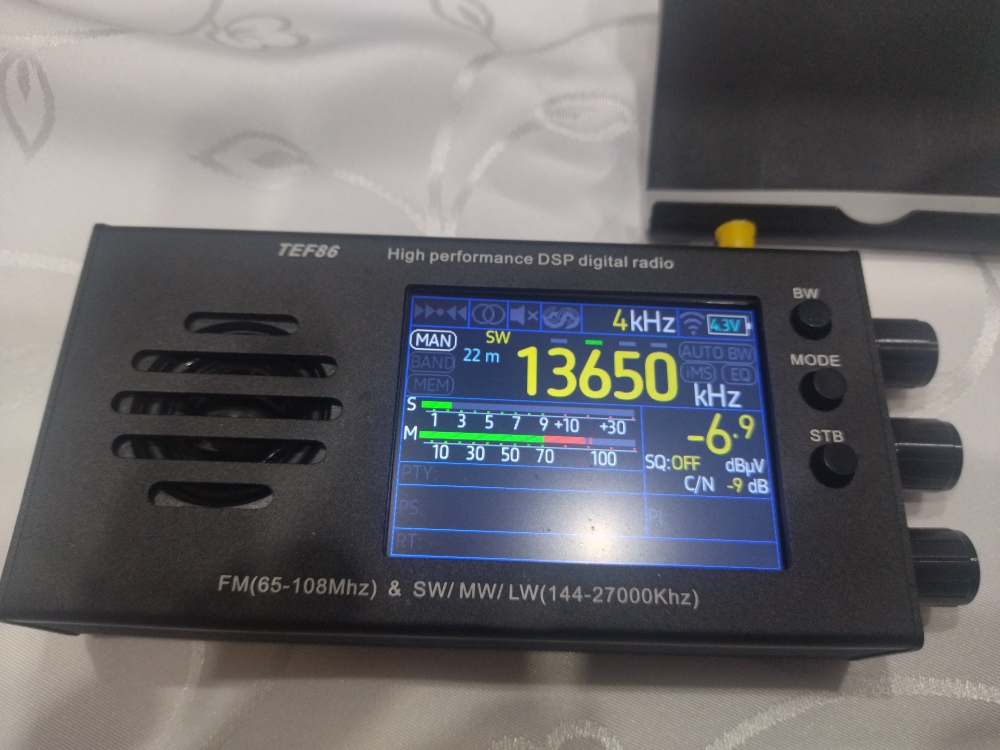 TEF86
High performance DSP digital radio
BW
MODE
STB
4kHz
4.3V
MAN
SW
BAND
22 m
MEM
13650
kHz
AUTO BW
iMS
EQ
S
1 3 5 7 9 +10 +30
M
10 30 50 70 100
-6.9
SQ:OFF dBµV
C/N -9 dB
PTY:
PS:
PI:
RT:
FM(65-108Mhz) & SW/ MW/ LW(144-27000Khz)